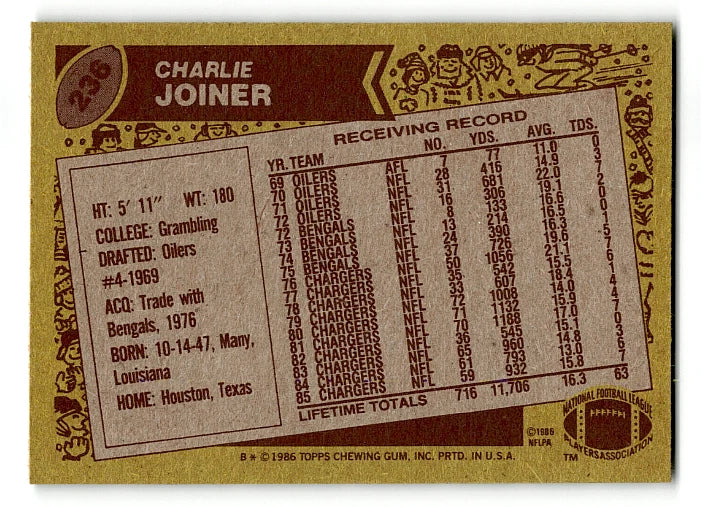 236
CHARLIE
JOINER
HT: 5' 11" WT: 180
COLLEGE: Grambling
DRAFTED: Oilers
#4-1969
ACQ: Trade with
Bengals, 1976
BORN: 10-14-47, Many,
Louisiana
HOME: Houston, Texas
RECEIVING RECORD
YR. TEAM NO. YDS. AVG. TDS.
69 OILERS AFL 7 77 11.0 0
70 OILERS NFL 28 416 14.9 3
71 OILERS NFL 31 681 22.0 7
72 OILERS NFL 16 306 19.1 2
72 BENGALS NFL 8 133 16.6 0
73 BENGALS NFL 13 214 16.5 0
74 BENGALS NFL 24 390 16.3 1
75 BENGALS NFL 37 726 19.6 5
76 CHARGERS NFL 50 1056 21.1 7
77 CHARGERS NFL 35 542 15.5 6
78 CHARGERS NFL 33 607 18.4 1
79 CHARGERS NFL 72 1008 14.0 4
80 CHARGERS NFL 71 1132 15.9 4
81 CHARGERS NFL 70 1188 17.0 7
82 CHARGERS NFL 36 545 15.1 0
83 CHARGERS NFL 65 960 14.8 3
84 CHARGERS NFL 61 793 13.0 6
85 CHARGERS NFL 59 932 15.8 7
LIFETIME TOTALS 716 11,706 16.3 63
©1986
NFLPA
NATIONAL FOOTBALL LEAGUE
PLAYERS ASSOCIATION
TM
B * © 1986 TOPPS CHEWING GUM, INC. PRTD. IN U.S.A.